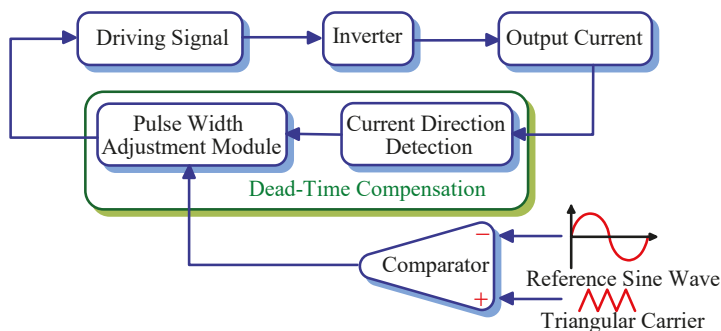 Driving Signal
Inverter
Output Current
Pulse Width
Adjustment Module
Current Direction
Detection
Dead-Time Compensation
Comparator
−
+
Reference Sine Wave
Triangular Carrier